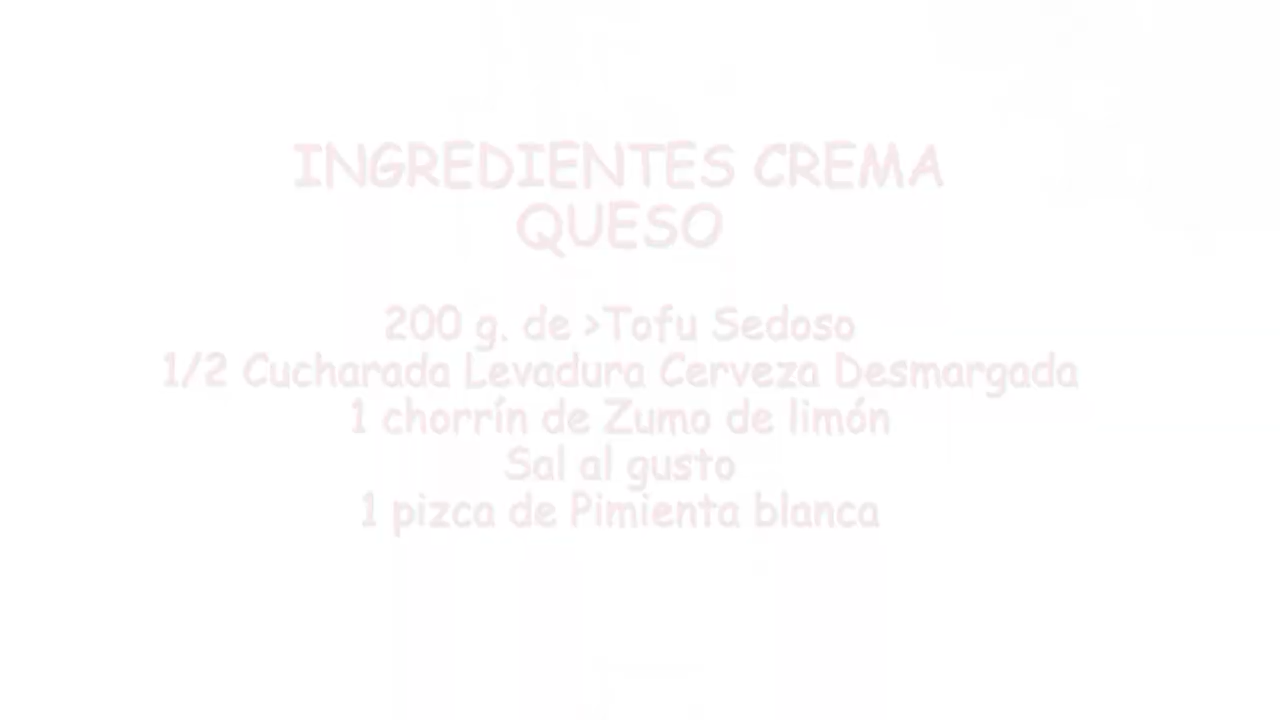 INGREDIENTES CREMA
QUESO
200 g. de >Tofu Sedoso
1/2 Cucharada Levadura Cerveza Desmargada
1 chorrín de Zumo de limón
Sal al gusto
1 pizca de Pimienta blanca